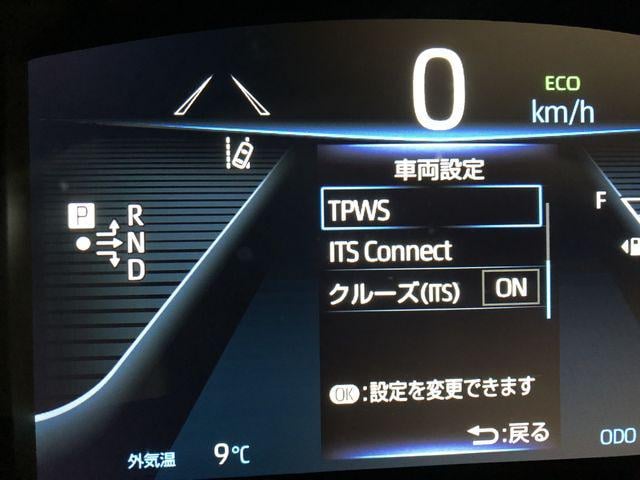 0
ECO
km/h
車両設定
TPWS
ITS Connect
クルーズ(ITS) ON
OK:設定を変更できます
:戻る
P
R
N
D
F
外気温 9℃
ODO